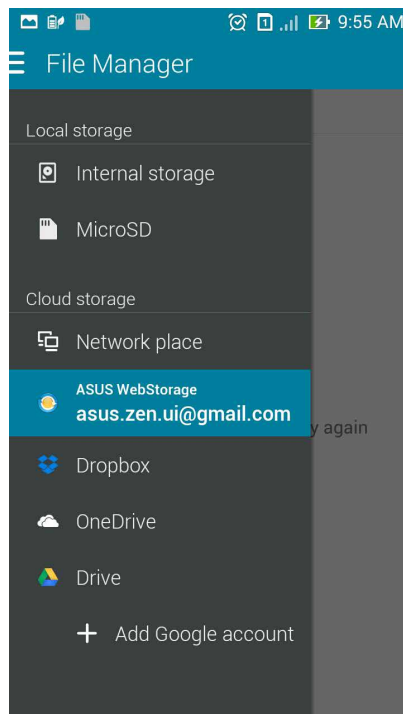 1 9:55 AM
File Manager
Local storage
Internal storage
MicroSD
Cloud storage
Network place
ASUS WebStorage
asus.zen.ui@gmail.com
y again
Dropbox
OneDrive
Drive
+ Add Google account